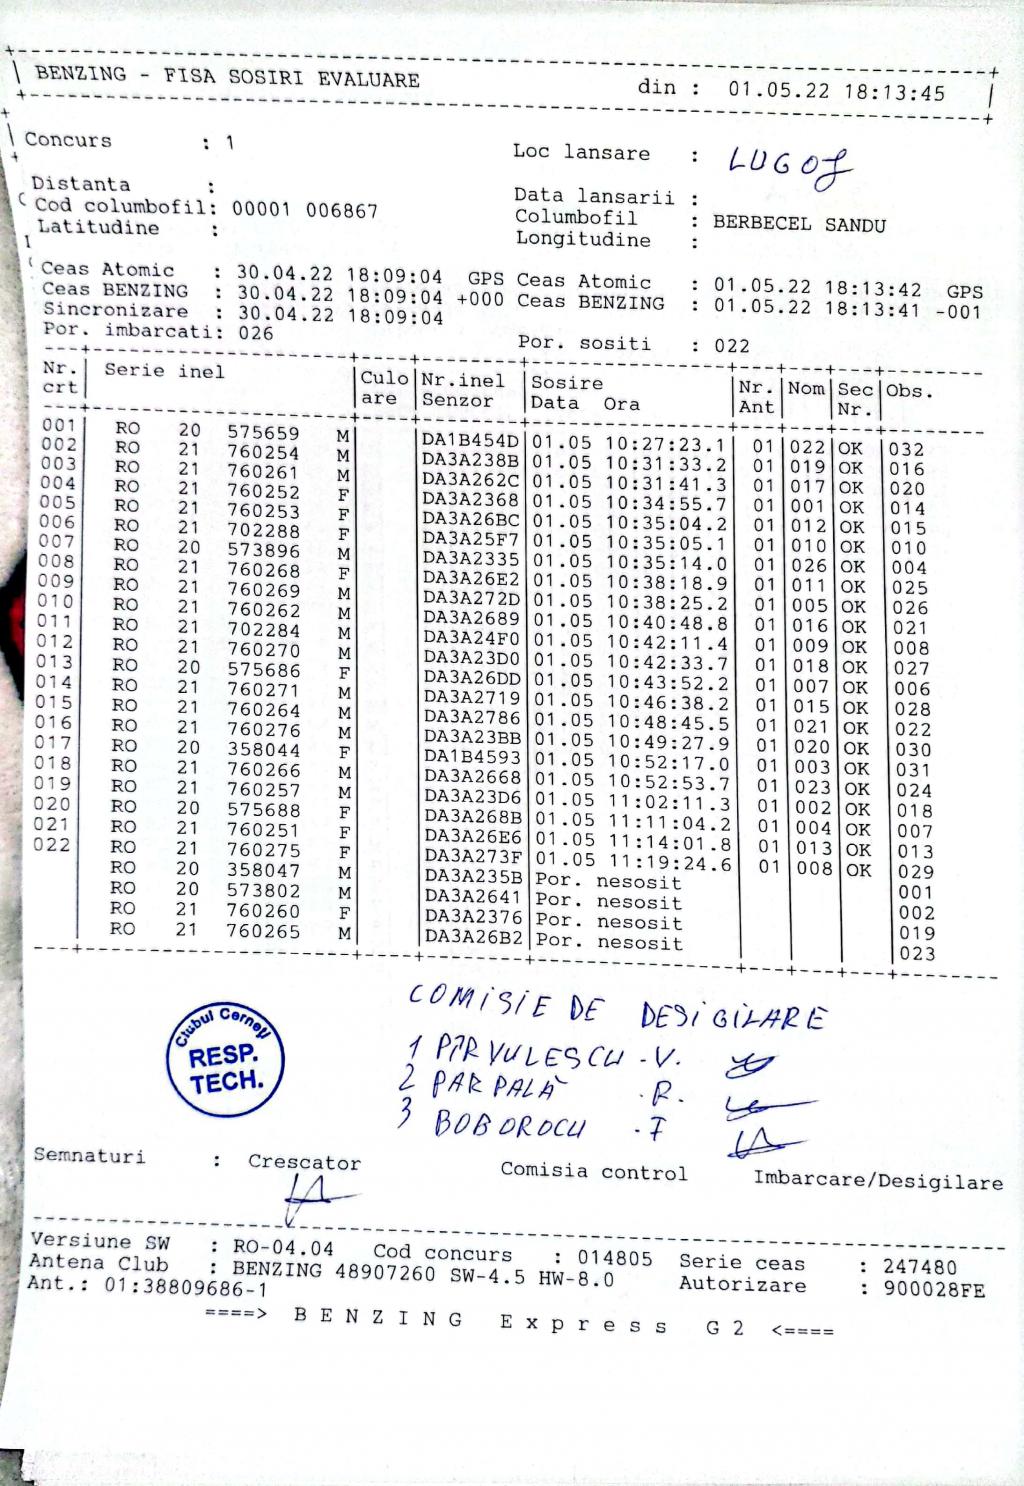 BENZING - FISA SOSIRI EVALUARE din : 01.05.22 18:13:45
Concurs : 1 Loc lansare : LUGOJ
Distanta : Data lansarii :
Cod columbofil: 00001 006867 Columbofil : BERBECEL SANDU
Latitudine : Longitudine :
Ceas Atomic : 30.04.22 18:09:04 GPS Ceas Atomic : 01.05.22 18:13:42 GPS
Ceas BENZING : 30.04.22 18:09:04 +000 Ceas BENZING : 01.05.22 18:13:41 -001
Sincronizare : 30.04.22 18:09:04
Por. imbarcati: 026 Por. sositi : 022
Nr. Serie inel Culo Nr.inel Sosire Nr. Nom Sec Obs.
crt are Senzor Data Ora Ant Nr.
001 RO 20 575659 M DA1B454D 01.05 10:27:23.1 01 022 OK 032
002 RO 21 760254 M DA3A238B 01.05 10:31:33.2 01 019 OK 016
003 RO 21 760261 M DA3A262C 01.05 10:31:41.3 01 017 OK 020
004 RO 21 760252 F DA3A2368 01.05 10:34:55.7 01 001 OK 014
005 RO 21 760253 F DA3A26BC 01.05 10:35:04.2 01 012 OK 015
006 RO 21 702288 F DA3A25F7 01.05 10:35:05.1 01 010 OK 010
007 RO 20 573896 M DA3A2335 01.05 10:35:14.0 01 026 OK 004
008 RO 21 760268 F DA3A26E2 01.05 10:38:18.9 01 011 OK 025
009 RO 21 760269 M DA3A272D 01.05 10:38:25.2 01 005 OK 026
010 RO 21 760262 M DA3A2689 01.05 10:40:48.8 01 016 OK 021
011 RO 21 702284 M DA3A24F0 01.05 10:42:11.4 01 009 OK 008
012 RO 21 760270 M DA3A23D0 01.05 10:42:33.7 01 018 OK 027
013 RO 20 575686 F DA3A26DD 01.05 10:43:52.2 01 007 OK 006
014 RO 21 760271 M DA3A2719 01.05 10:46:38.2 01 015 OK 028
015 RO 21 760264 M DA3A2786 01.05 10:48:45.5 01 021 OK 022
016 RO 21 760276 M DA3A23BB 01.05 10:49:27.9 01 020 OK 030
017 RO 20 358044 F DA1B4593 01.05 10:52:17.0 01 003 OK 031
018 RO 21 760266 M DA3A2668 01.05 10:52:53.7 01 023 OK 024
019 RO 21 760257 M DA3A23D6 01.05 11:02:11.3 01 002 OK 018
020 RO 20 575688 F DA3A268B 01.05 11:11:04.2 01 004 OK 007
021 RO 21 760251 F DA3A26E6 01.05 11:14:01.8 01 013 OK 013
022 RO 21 760275 F DA3A273F 01.05 11:19:24.6 01 008 OK 029
RO 20 358047 M DA3A235B Por. nesosit 001
RO 20 573802 M DA3A2641 Por. nesosit 002
RO 21 760260 F DA3A2376 Por. nesosit 019
RO 21 760265 M DA3A26B2 Por. nesosit 023
COMISIE DE DESIGILARE
1 PÎRVULESCU -V.
2 PARPALĂ .R.
3 BOBOROCU .I
Clubul Cerneți
RESP.
TECH.
Semnaturi : Crescator Comisia control Imbarcare/Desigilare
Versiune SW : RO-04.04 Cod concurs : 014805 Serie ceas : 247480
Antena Club : BENZING 48907260 SW-4.5 HW-8.0 Autorizare : 900028FE
Ant.: 01:38809686-1
====> B E N Z I N G E x p r e s s G 2 <====